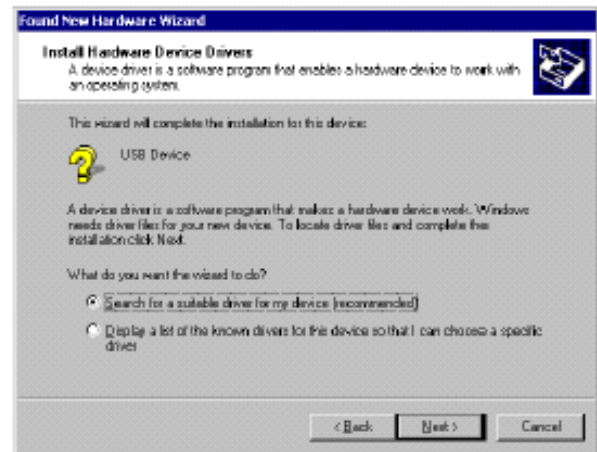 Found New Hardware Wizard
Install Hardware Device Drivers
A device driver is a software program that enables a hardware device to work with
an operating system.
This wizard will complete the installation for this device:
USB Device
A device driver is a software program that makes a hardware device work. Windows
needs driver files for your new device. To locate driver files and complete the
installation click Next.
What do you want the wizard to do?
Search for a suitable driver for my device (recommended)
Display a list of the known drivers for this device so that I can choose a specific
driver
< Back Next > Cancel